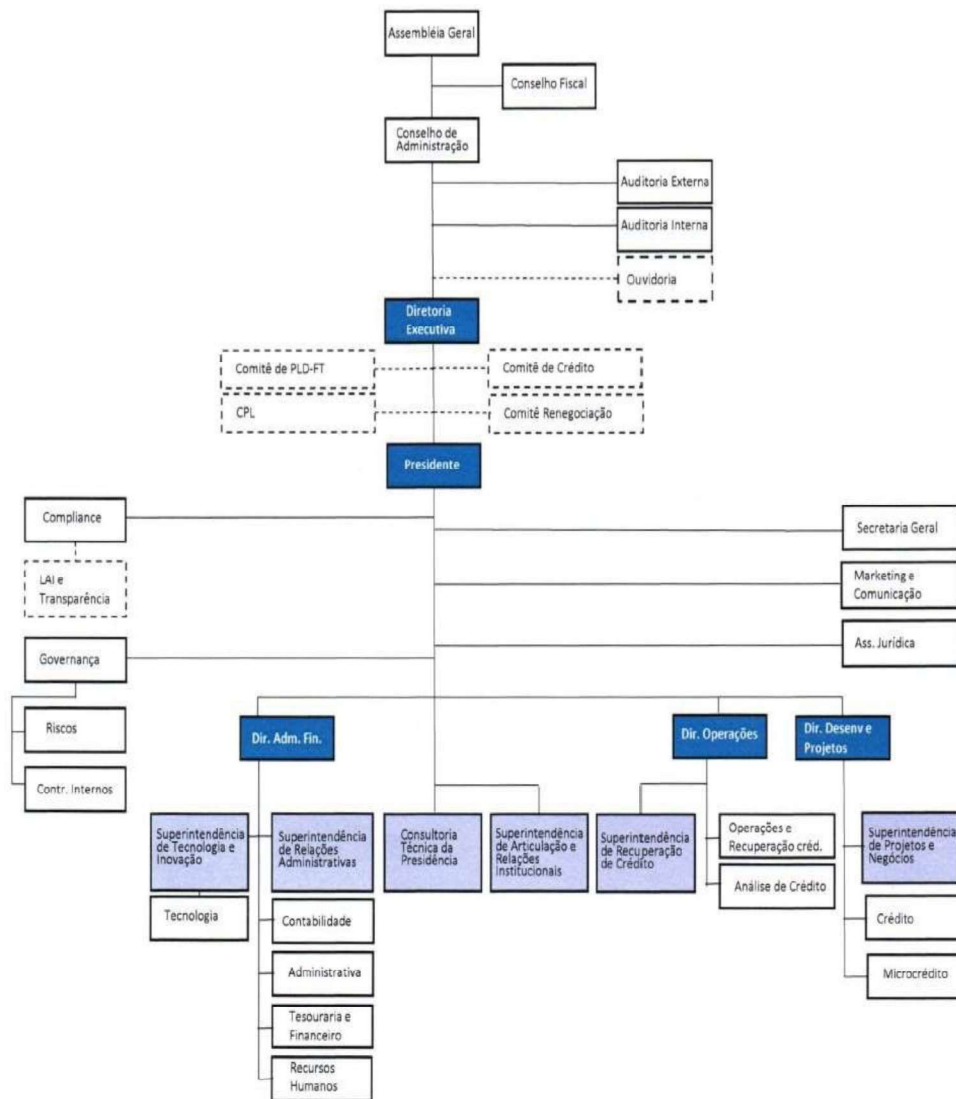 Assembléia Geral
Conselho Fiscal
Conselho de
Administração
Auditoria Externa
Auditoria Interna
Ouvidoria
Diretoria
Executiva
Comitê de PLD-FT
Comitê de Crédito
CPL
Comitê Renegociação
Presidente
Compliance
Secretaria Geral
LAI e
Transparência
Marketing e
Comunicação
Governança
Ass. Jurídica
Riscos
Contr. Internos
Dir. Adm. Fin.
Dir. Operações
Dir. Desenv e
Projetos
Superintendência
de Tecnologia e
Inovação
Superintendência
de Relações
Administrativas
Consultoria
Técnica da
Presidência
Superintendência
de Articulação e
Relações
Institucionais
Superintendência
de Recuperação
de Crédito
Operações e
Recuperação créd.
Superintendência
de Projetos e
Negócios
Análise de Crédito
Tecnologia
Contabilidade
Crédito
Administrativa
Microcrédito
Tesouraria e
Financeiro
Recursos
Humanos